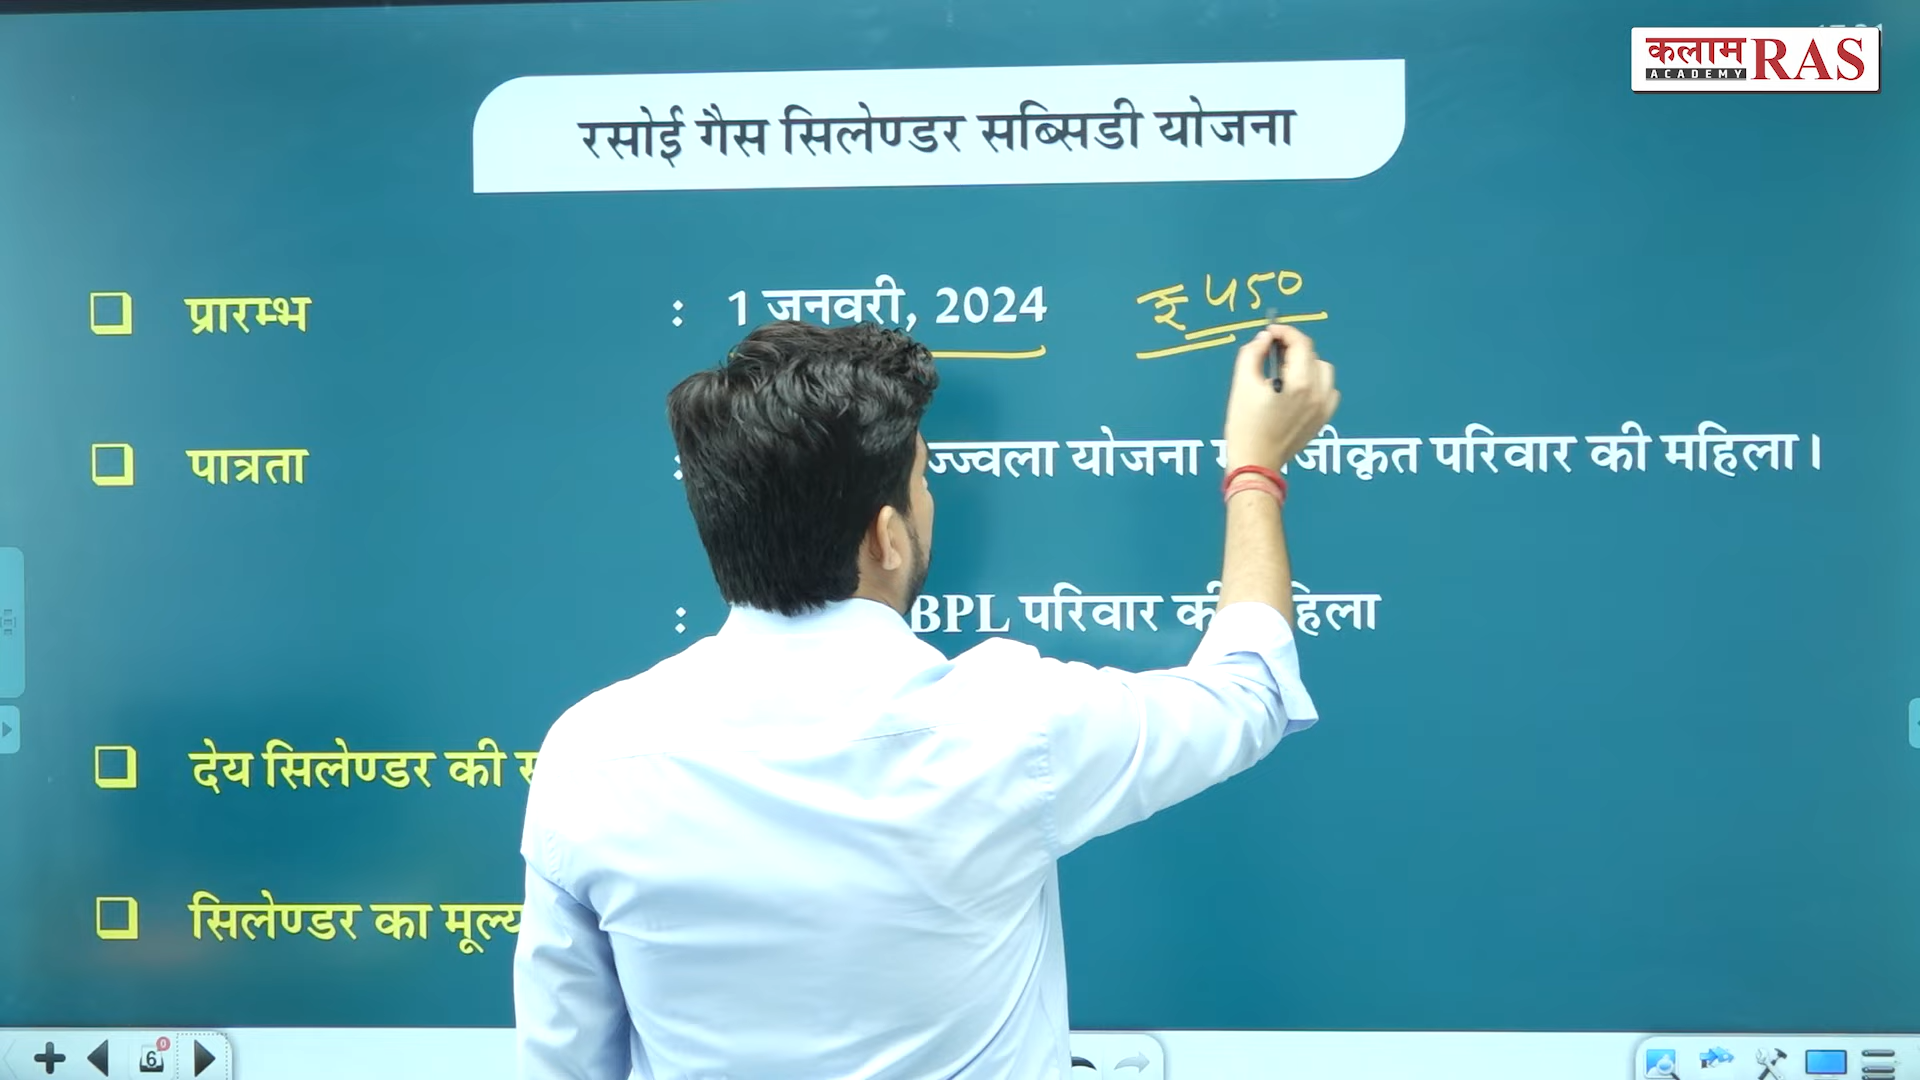 कलाम RAS
ACADEMY
रसोई गैस सिलेण्डर सब्सिडी योजना
❑ प्रारम्भ : 1 जनवरी, 2024 ₹ 450
❑ पात्रता : योजना परिवार की महिला।
: BPL परिवार की
❑ देय सिलेण्डर की
❑ सिलेण्डर का मूल्य
6
0